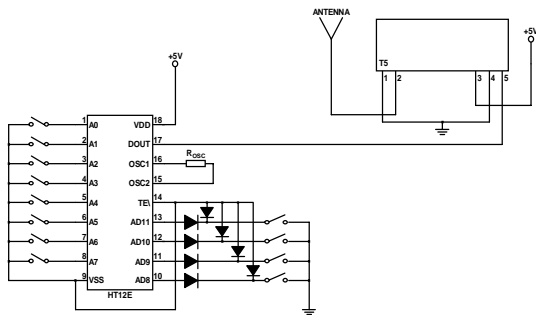 ANTENNA
+5V
T5
1 2 3 4 5
+5V
1 A0 VDD 18
2 A1 DOUT 17
3 A2 OSC1 16 ROSC
4 A3 OSC2 15
5 A4 TE\ 14
6 A5 AD11 13
7 A6 AD10 12
8 A7 AD9 11
9 VSS AD8 10
HT12E